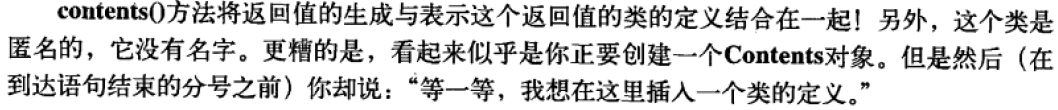 contents()方法将返回值的生成与表示这个返回值的类的定义结合在一起！另外，这个类是
匿名的，它没有名字。更糟的是，看起来似乎是你正要创建一个Contents对象。但是然后（在
到达语句结束的分号之前）你却说：“等一等，我想在这里插入一个类的定义。”